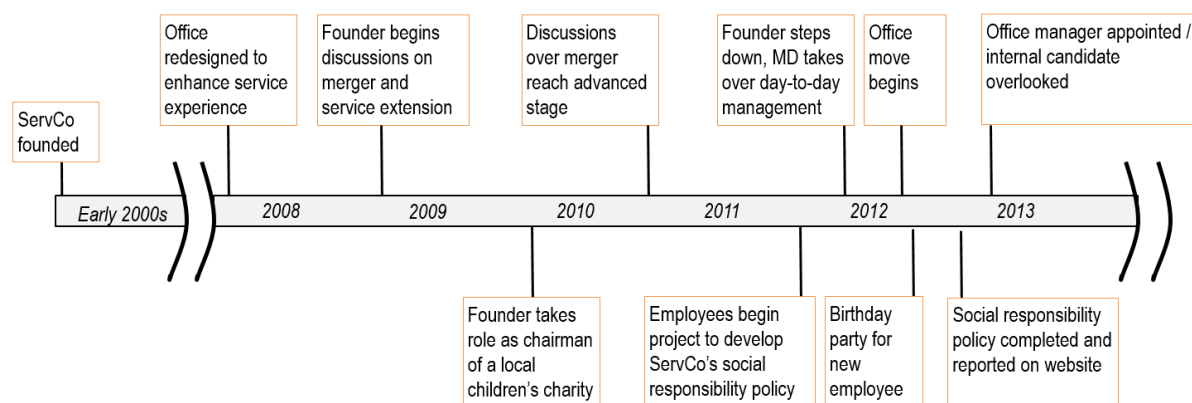 Office
redesigned to
enhance service
experience
Founder begins
discussions on
merger and
service extension
Discussions
over merger
reach advanced
stage
Founder steps
down, MD takes
over day-to-day
management
Office
move
begins
Office manager appointed /
internal candidate
overlooked
ServCo
founded
Early 2000s
2008
2009
2010
2011
2012
2013
Founder takes
role as chairman
of a local
children's charity
Employees begin
project to develop
ServCo's social
responsibility policy
Birthday
party for
new
employee
Social responsibility
policy completed and
reported on website